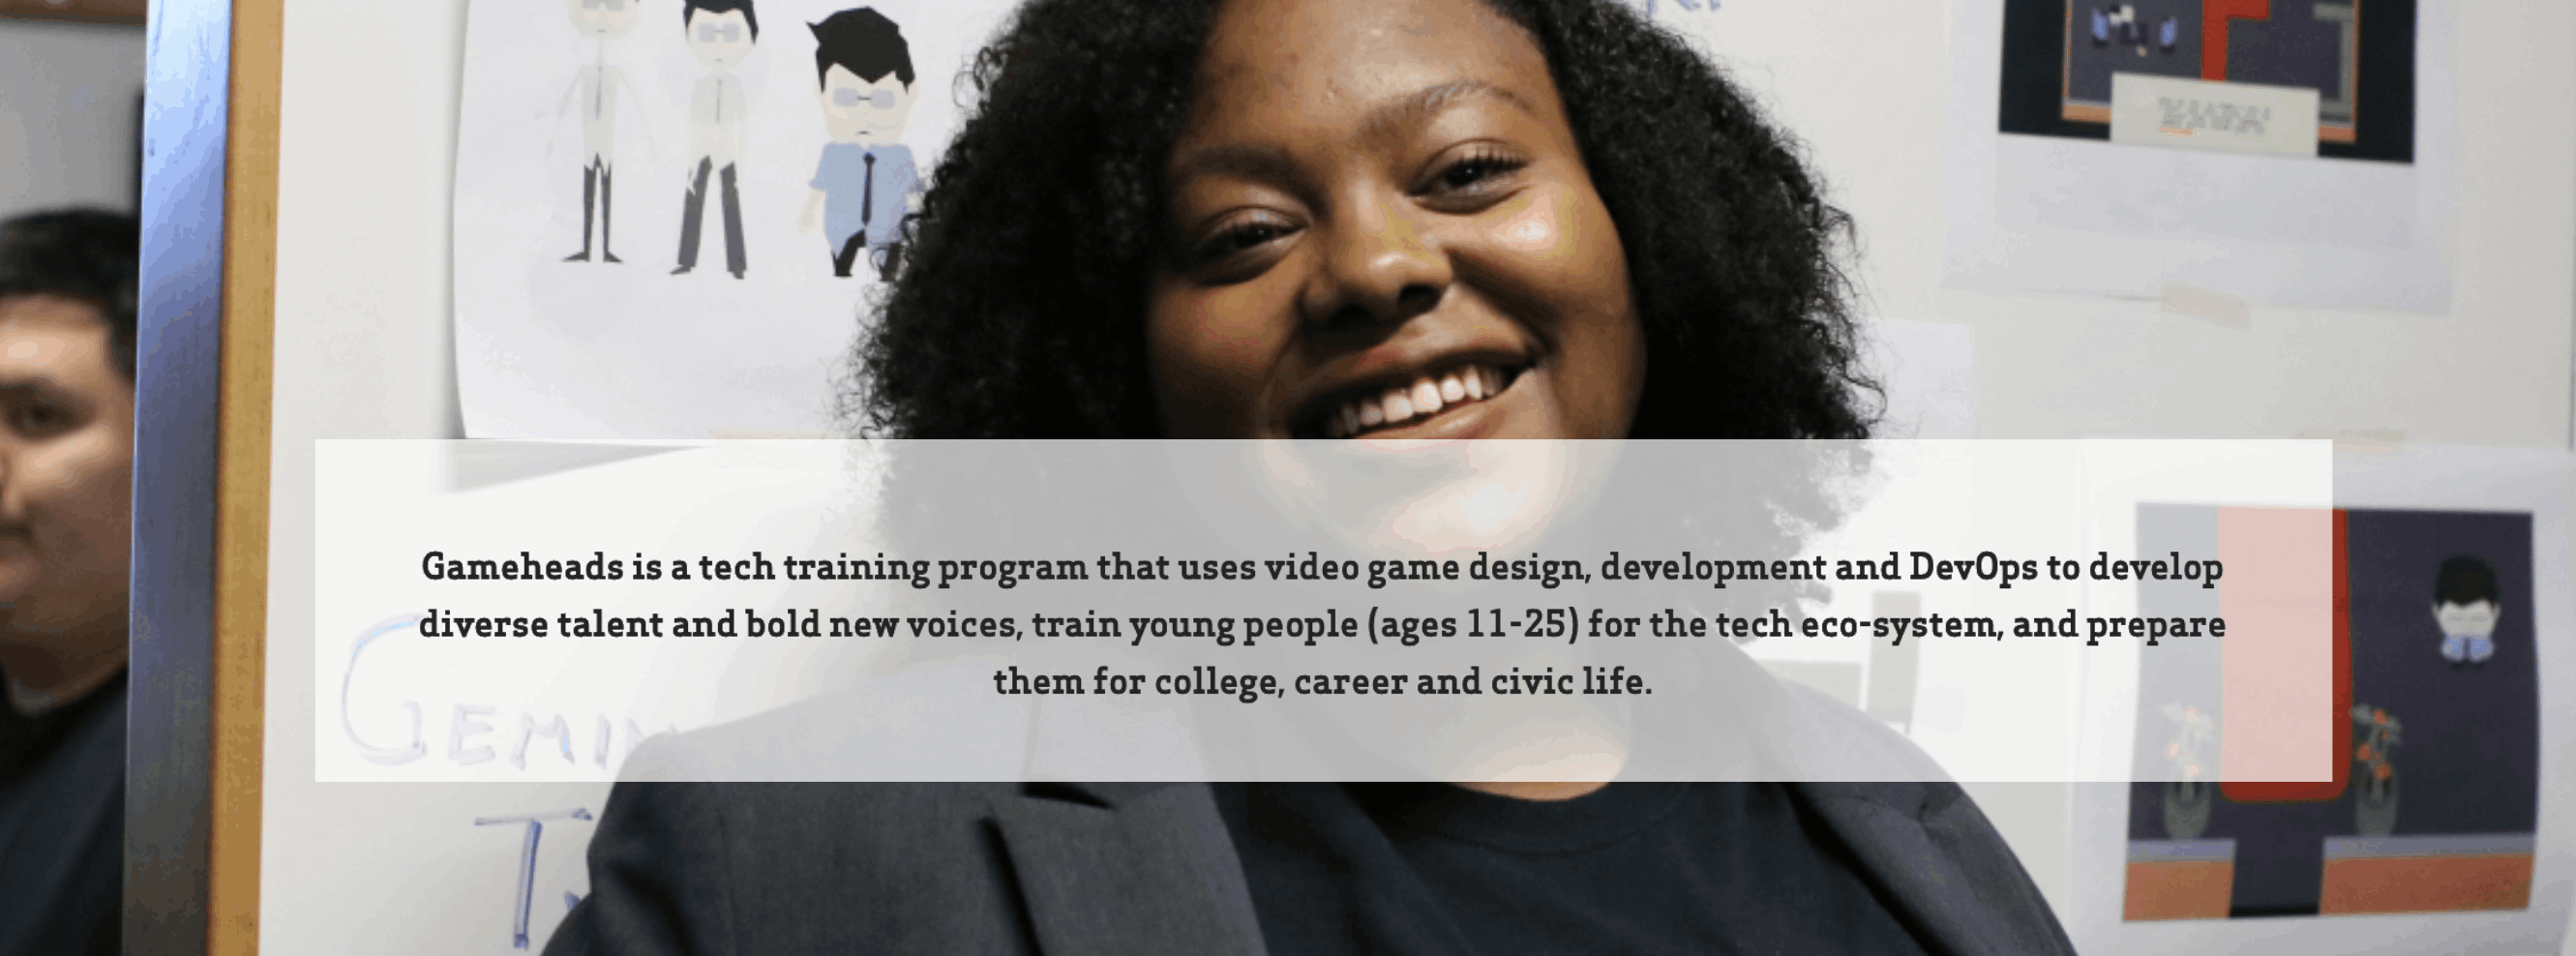 Gameheads is a tech training program that uses video game design, development and DevOps to develop
diverse talent and bold new voices, train young people (ages 11-25) for the tech eco-system, and prepare
them for college, career and civic life.